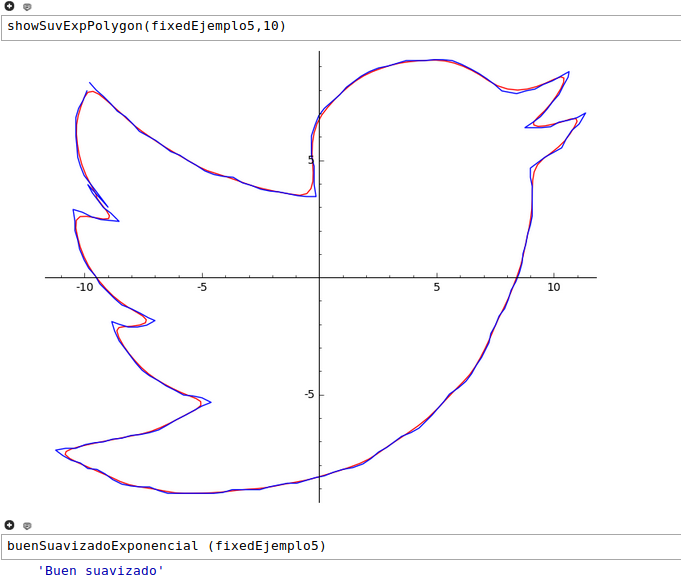 showSuvExpPolygon(fixedEjemplo5,10)
5
-10
-5
5
10
-5
buenSuavizadoExponencial (fixedEjemplo5)
'Buen suavizado'